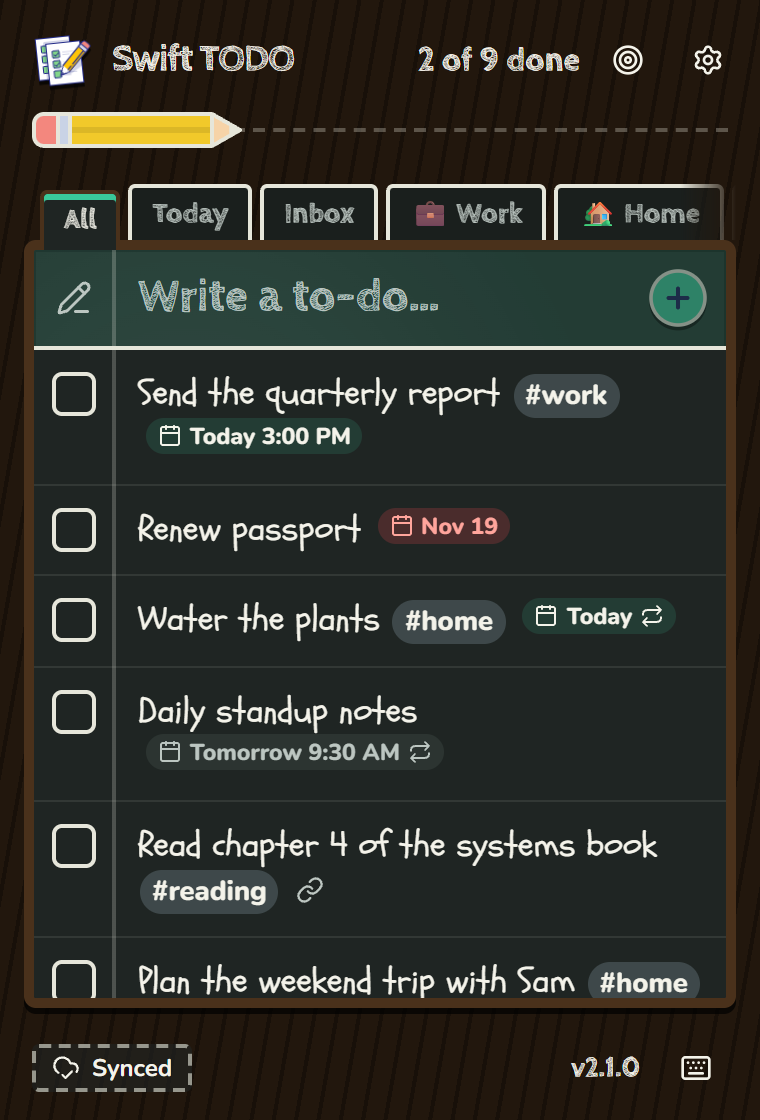 Swift TODO 2 of 9 done
All Today Inbox Work Home
Write a to-do...
Send the quarterly report #work
Today 3:00 PM
Renew passport Nov 19
Water the plants #home Today
Daily standup notes
Tomorrow 9:30 AM
Read chapter 4 of the systems book
#reading
Plan the weekend trip with Sam #home
Synced v2.1.0